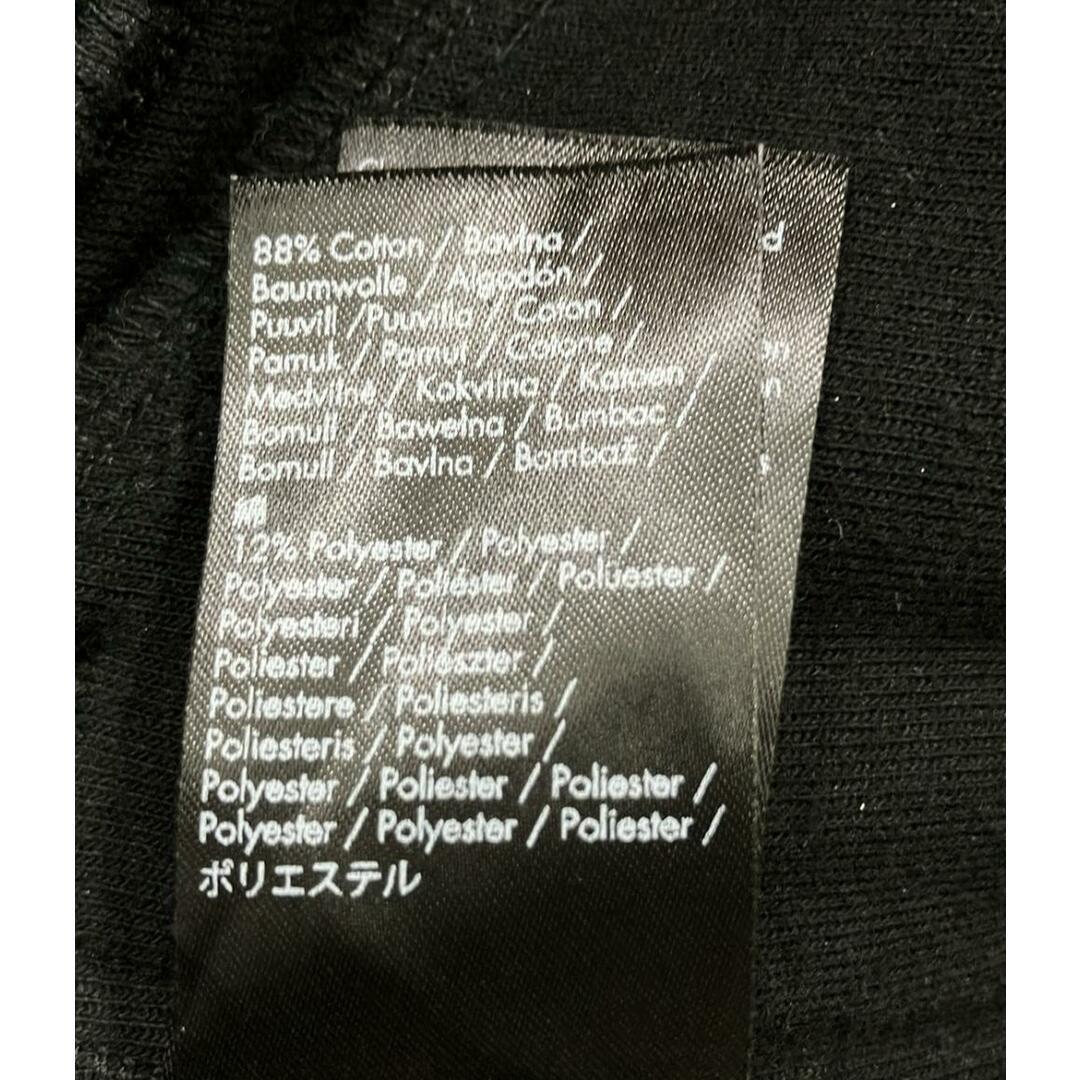 88% Cotton / Bavlna /
Baumwolle / Algodón /
Puuvill /Puuvilla / Coton /
Pamuk / Pamut / Cotone /
Medvilnė / Kokvilna / Katoen /
Bomull / Bawełna / Bumbac /
Bomull / Bavlna / Bombaž /
綿
12% Polyester / Polyester /
Polyester / Poliéster / Polüester /
Polyesteri / Polyester /
Poliester / Poliészter /
Poliestere / Poliesteris /
Poliesteris / Polyester /
Polyester / Poliester / Poliester /
Polyester / Polyester / Poliester /
ポリエステル